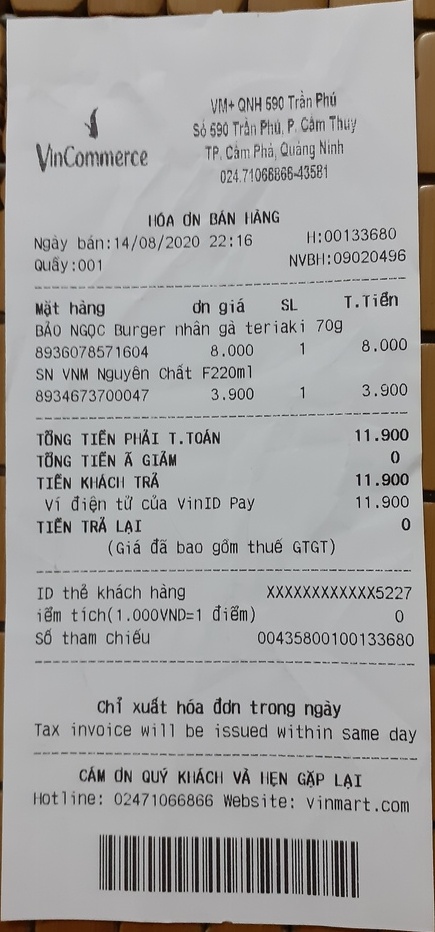 VinCommerce
VM+ QNH 590 Trần Phú
Số 590 Trần Phú, P. Cẩm Thuỷ
TP. Cẩm Phả, Quảng Ninh
024.71066866-43581
HÓA ƠN BÁN HÀNG
Ngày bán:14/08/2020 22:16 H:00133680
Quầy:001 NVBH:09020496
Mặt hàng ơn giá SL T.Tiền
BẢO NGỌC Burger nhân gà teriaki 70g
8936078571604 8.000 1 8.000
SN VNM Nguyên Chất F220ml
8934673700047 3.900 1 3.900
TỔNG TIỀN PHẢI T.TOÁN 11.900
TỔNG TIỀN Ã GIẢM 0
TIỀN KHÁCH TRẢ 11.900
Ví điện tử của VinID Pay 11.900
TIỀN TRẢ LẠI 0
(Giá đã bao gồm thuế GTGT)
ID thẻ khách hàng XXXXXXXXXXXX5227
iểm tích(1.000VND=1 điểm) 0
Số tham chiếu 00435800100133680
Chỉ xuất hóa đơn trong ngày
Tax invoice will be issued within same day
CẢM ƠN QUÝ KHÁCH VÀ HẸN GẶP LẠI
Hotline: 02471066866 Website: vinmart.com